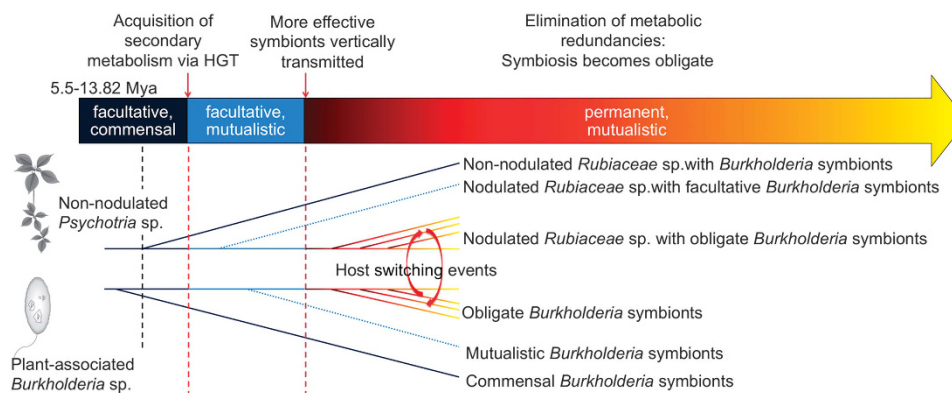 Acquisition of
secondary
metabolism via HGT
More effective
symbionts vertically
transmitted
Elimination of metabolic
redundancies:
Symbiosis becomes obligate
5.5-13.82 Mya
facultative,
commensal
facultative,
mutualistic
permanent,
mutualistic
Non-nodulated
Psychotria sp.
Non-nodulated Rubiaceae sp.with Burkholderia symbionts
Nodulated Rubiaceae sp.with facultative Burkholderia symbionts
Nodulated Rubiaceae sp. with obligate Burkholderia symbionts
Host switching events
Obligate Burkholderia symbionts
Mutualistic Burkholderia symbionts
Commensal Burkholderia symbionts
Plant-associated
Burkholderia sp.